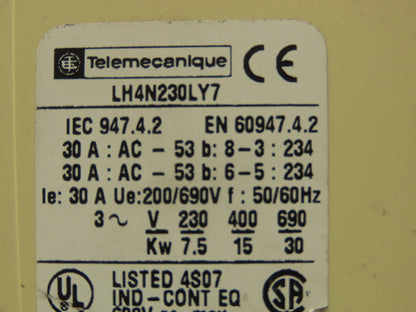 Telemecanique CE
LH4N230LY7
IEC 947.4.2 EN 60947.4.2
30 A : AC - 53 b: 8-3 : 234
30 A : AC - 53 b: 6-5 : 234
Ie: 30 A Ue:200/690V f : 50/60Hz
3~ V 230 400 690
Kw 7.5 15 30
UL LISTED 4S07 SA
IND-CONT EQ